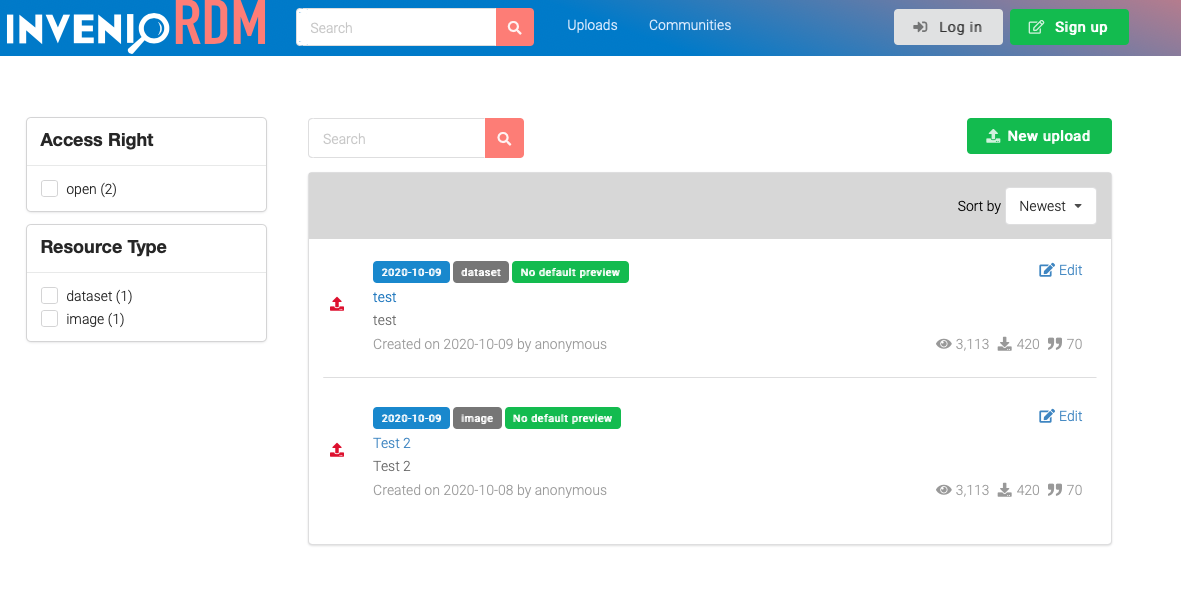 INVENIO RDM Search Uploads Communities Log in Sign up
Access Right
open (2)
Resource Type
dataset (1)
image (1)
Search New upload
Sort by Newest
2020-10-09 dataset No default preview Edit
test
test
Created on 2020-10-09 by anonymous 3,113 420 70
2020-10-09 image No default preview Edit
Test 2
Test 2
Created on 2020-10-08 by anonymous 3,113 420 70